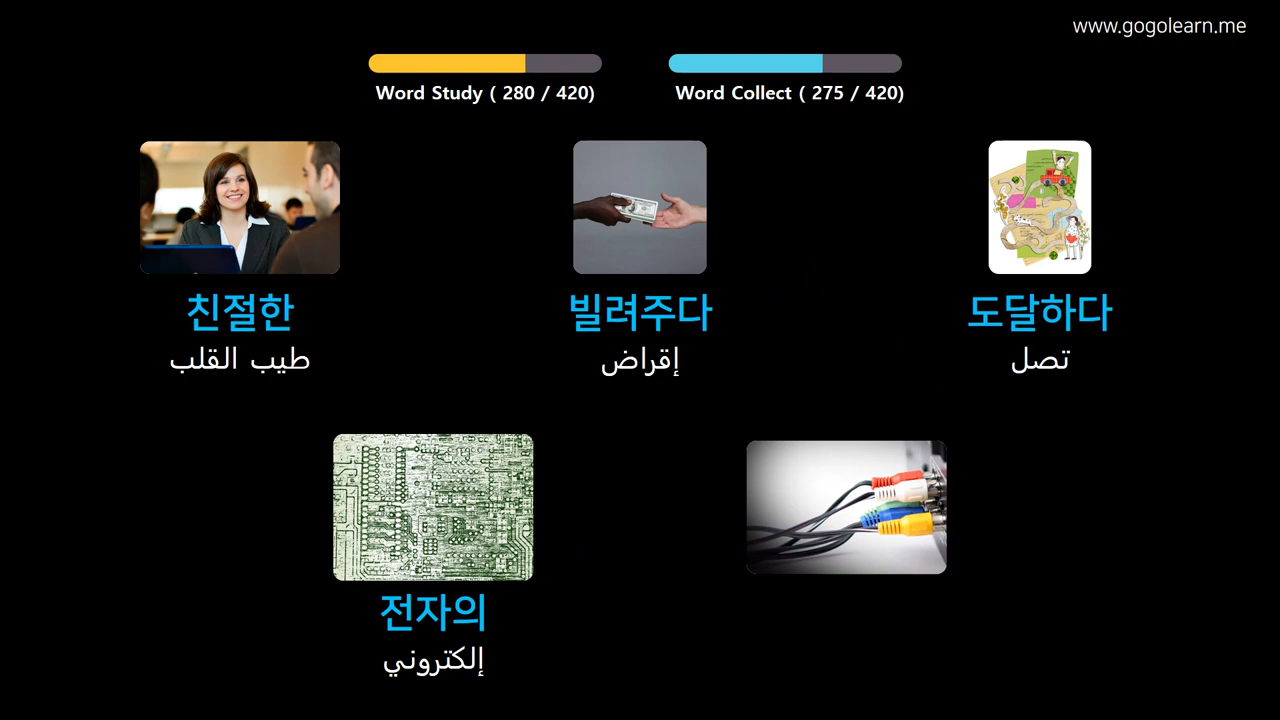 www.gogolearn.me
Word Study ( 280 / 420)
Word Collect ( 275 / 420)
친절한
طيب القلب
빌려주다
إقراض
도달하다
تصل
전자의
إلكتروني